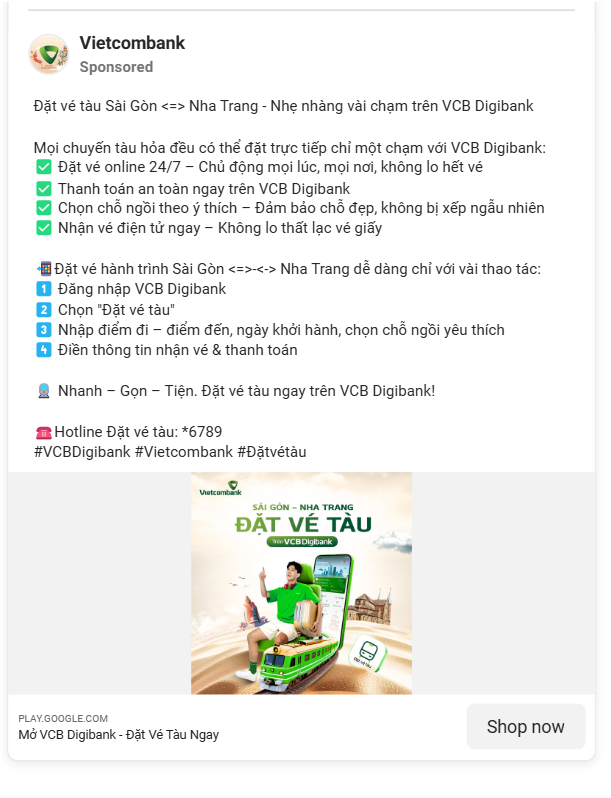 Vietcombank
Sponsored
Đặt vé tàu Sài Gòn <=> Nha Trang - Nhẹ nhàng vài chạm trên VCB Digibank
Mọi chuyến tàu hỏa đều có thể đặt trực tiếp chỉ một chạm với VCB Digibank:
✅ Đặt vé online 24/7 – Chủ động mọi lúc, mọi nơi, không lo hết vé
✅ Thanh toán an toàn ngay trên VCB Digibank
✅ Chọn chỗ ngồi theo ý thích – Đảm bảo chỗ đẹp, không bị xếp ngẫu nhiên
✅ Nhận vé điện tử ngay – Không lo thất lạc vé giấy
📲Đặt vé hành trình Sài Gòn <=>-<-> Nha Trang dễ dàng chỉ với vài thao tác:
1️⃣ Đăng nhập VCB Digibank
2️⃣ Chọn "Đặt vé tàu"
3️⃣ Nhập điểm đi – điểm đến, ngày khởi hành, chọn chỗ ngồi yêu thích
4️⃣ Điền thông tin nhận vé & thanh toán
🚆 Nhanh – Gọn – Tiện. Đặt vé tàu ngay trên VCB Digibank!
☎️Hotline Đặt vé tàu: *6789
#VCBDigibank #Vietcombank #Đặtvétàu
Vietcombank
SÀI GÒN – NHA TRANG
ĐẶT VÉ TÀU
trên VCB Digibank
Đặt vé tàu
PLAY.GOOGLE.COM
Mở VCB Digibank - Đặt Vé Tàu Ngay
Shop now